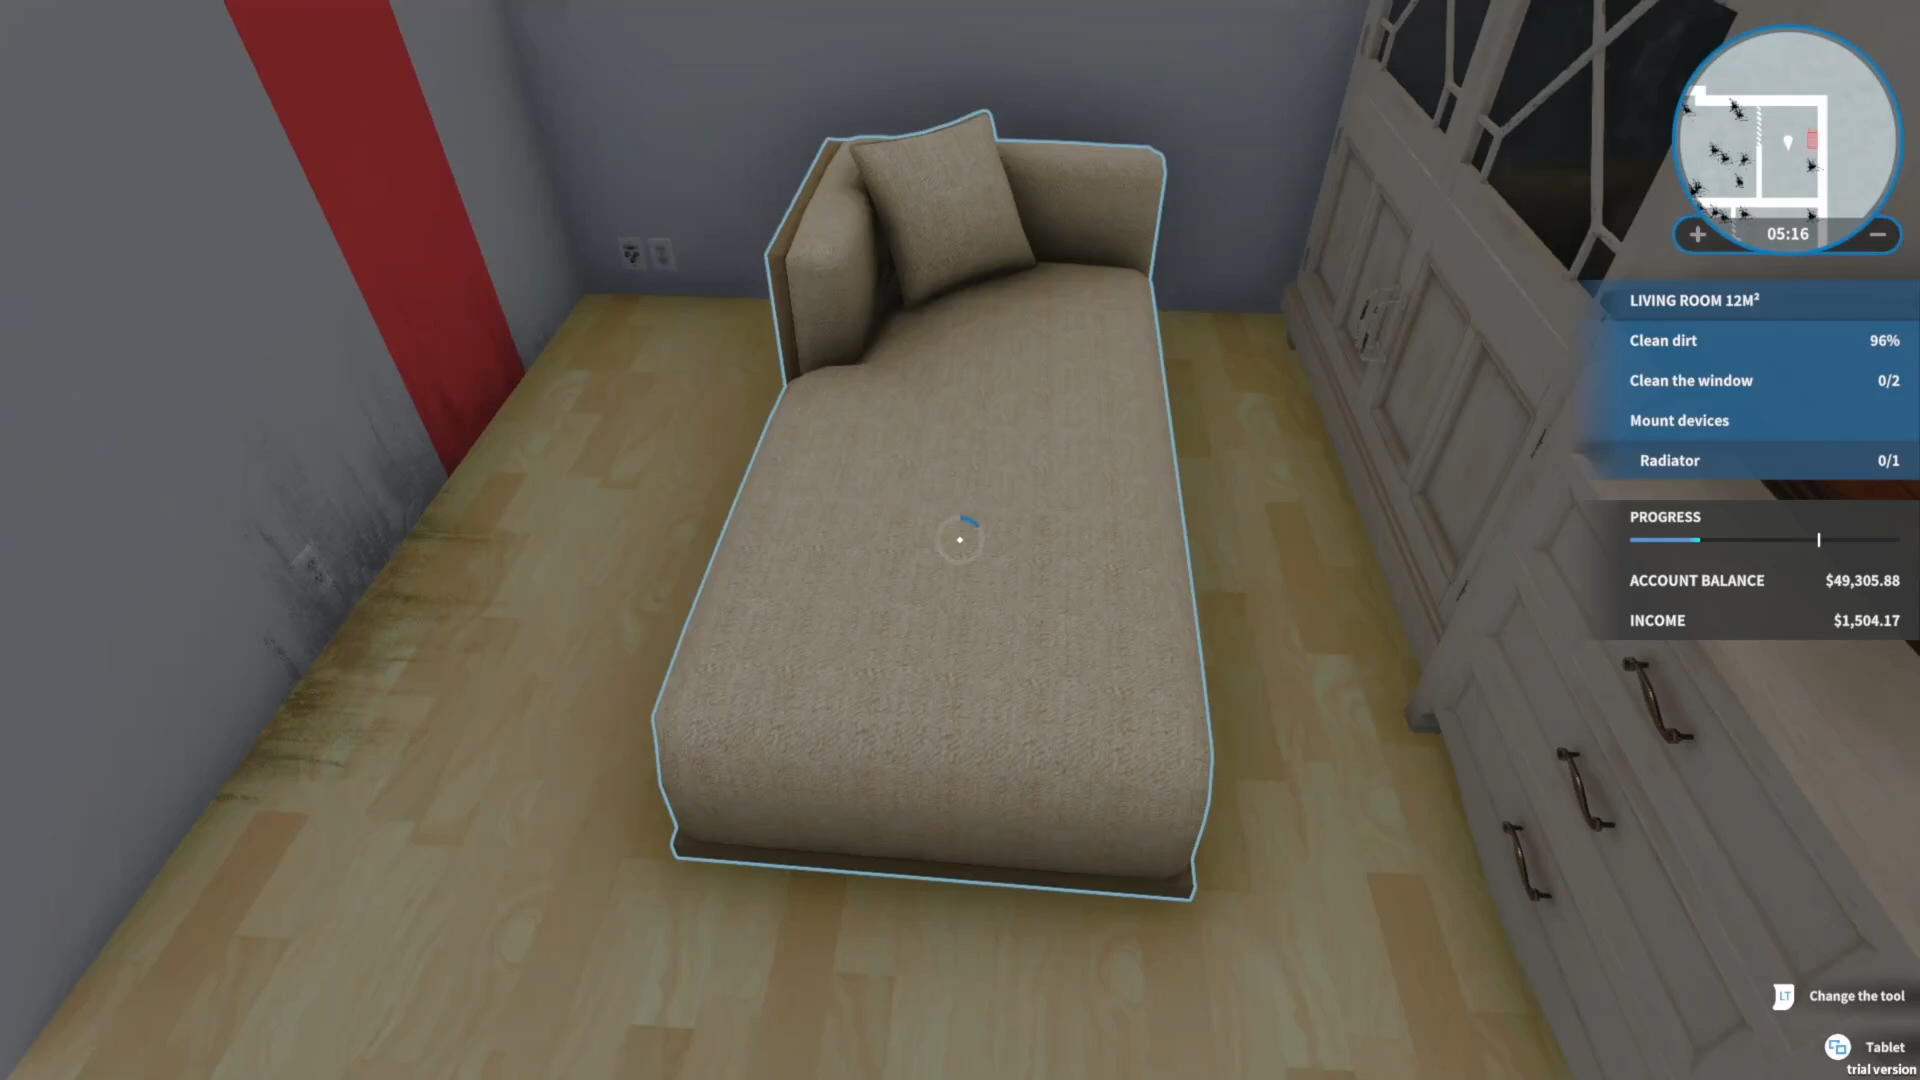 05:16
LIVING ROOM 12M²
Clean dirt 96%
Clean the window 0/2
Mount devices
Radiator 0/1
PROGRESS
ACCOUNT BALANCE $49,305.88
INCOME $1,504.17
LT Change the tool
Tablet
trial version